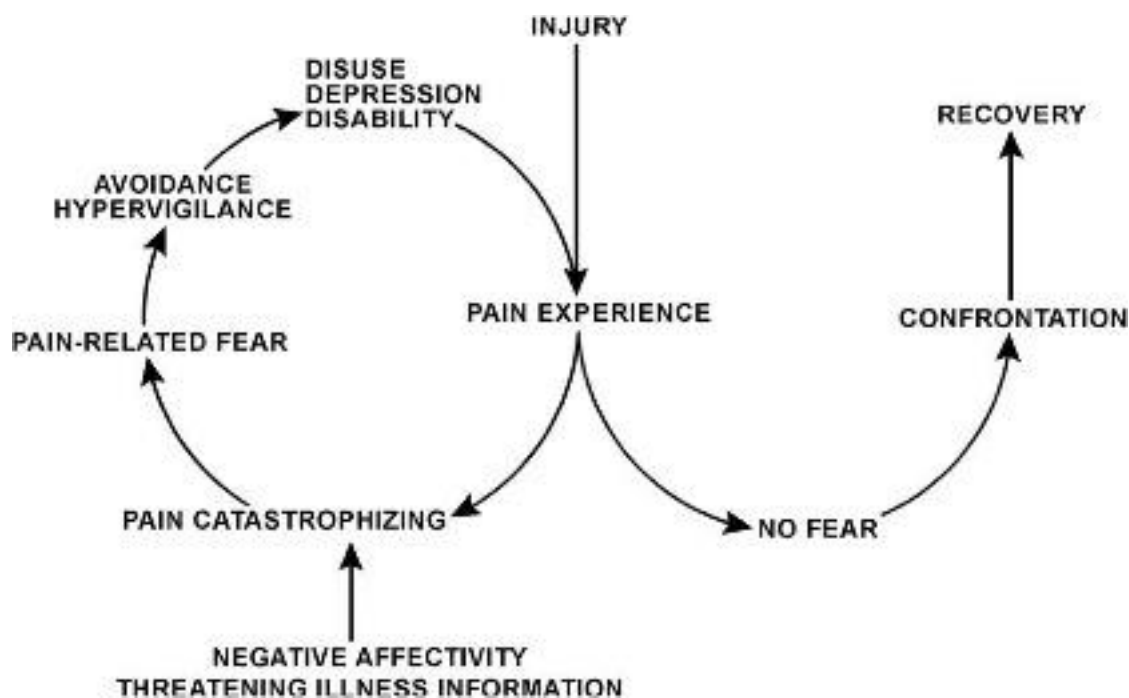 INJURY
DISUSE
DEPRESSION
DISABILITY
RECOVERY
AVOIDANCE
HYPERVIGILANCE
PAIN EXPERIENCE
CONFRONTATION
PAIN-RELATED FEAR
PAIN CATASTROPHIZING
NO FEAR
NEGATIVE AFFECTIVITY
THREATENING ILLNESS INFORMATION